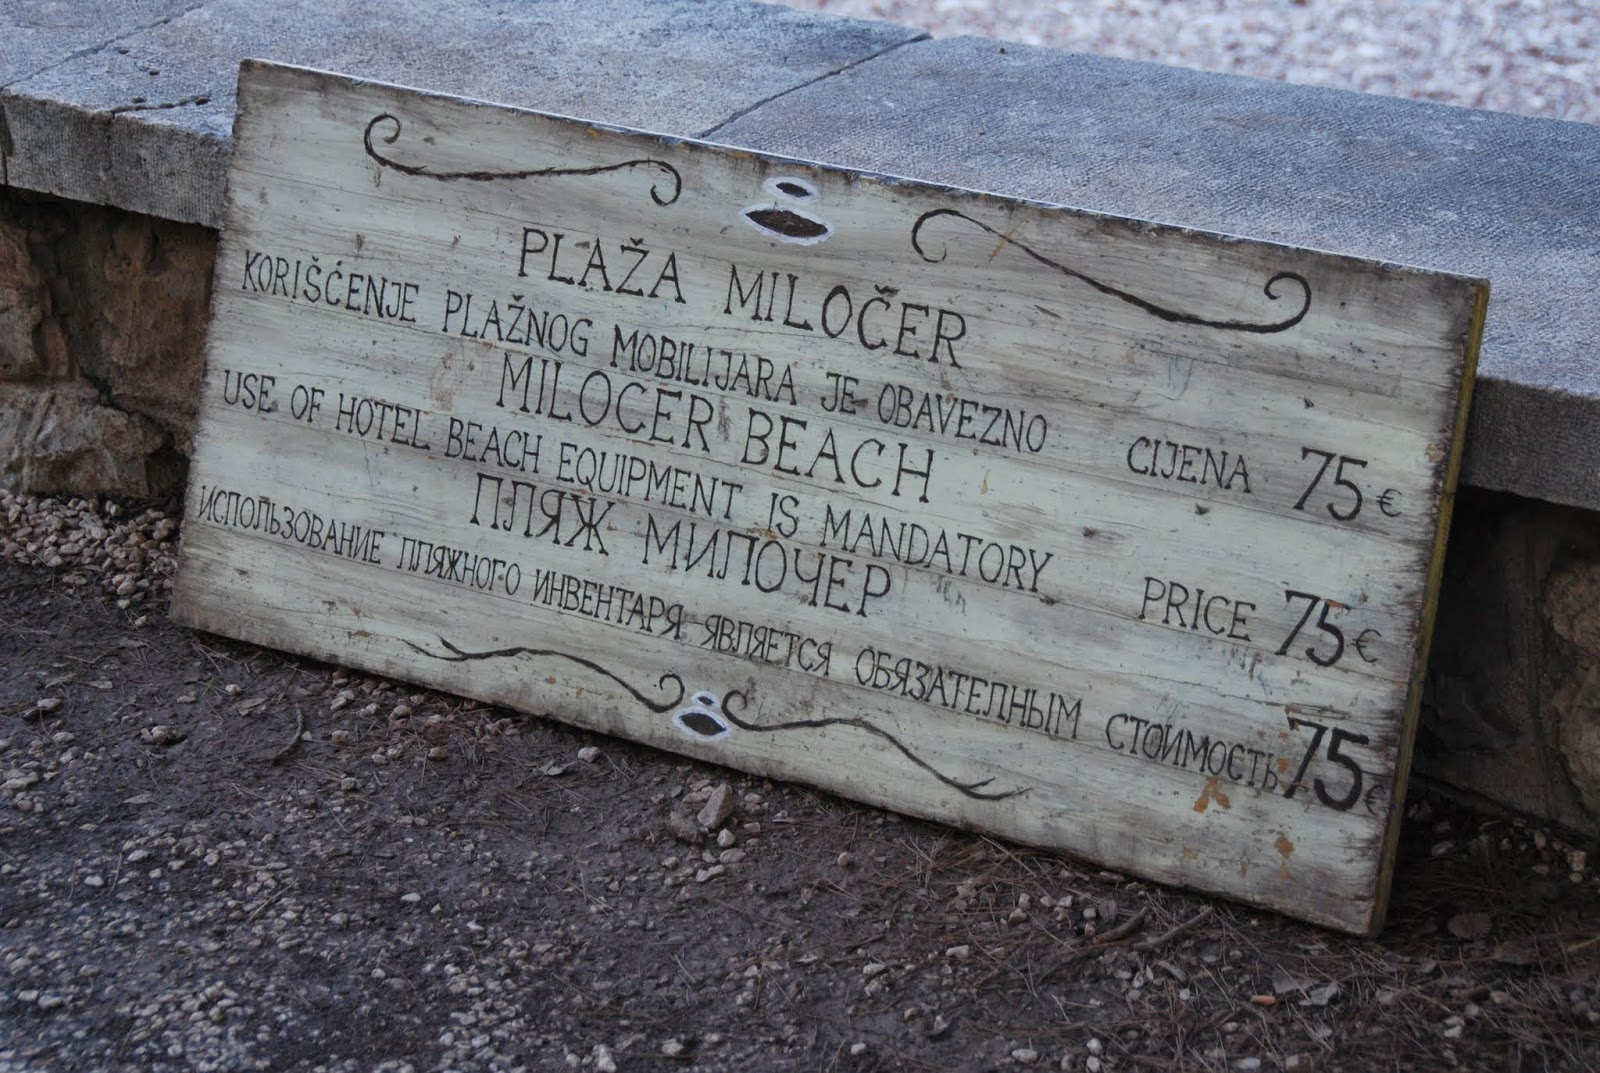 PLAŽA MILOČER
KORIŠĆENJE PLAŽNOG MOBILIJARA JE OBAVEZNO CIJENA 75 €
MILOCER BEACH
USE OF HOTEL BEACH EQUIPMENT IS MANDATORY PRICE 75 €
ПЛЯЖ МИЛОЧЕР
ИСПОЛЬЗОВАНИЕ ПЛЯЖНОГО ИНВЕНТАРЯ ЯВЛЯЕТСЯ ОБЯЗАТЕЛНЫМ СТОИМОСТЬ 75 €